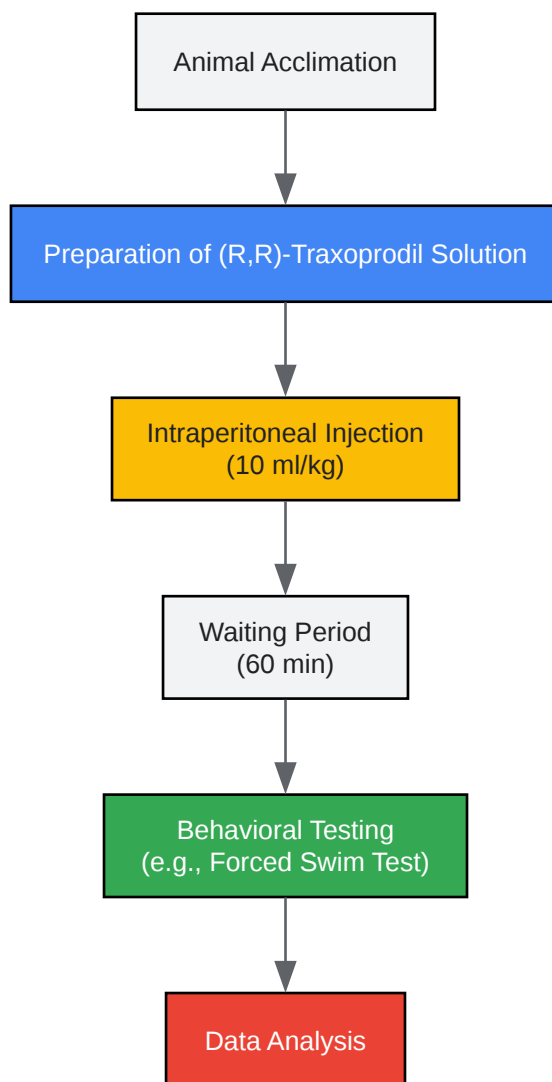 Animal Acclimation
Preparation of (R,R)-Traxoprodil Solution
Intraperitoneal Injection
(10 ml/kg)
Waiting Period
(60 min)
Behavioral Testing
(e.g., Forced Swim Test)
Data Analysis